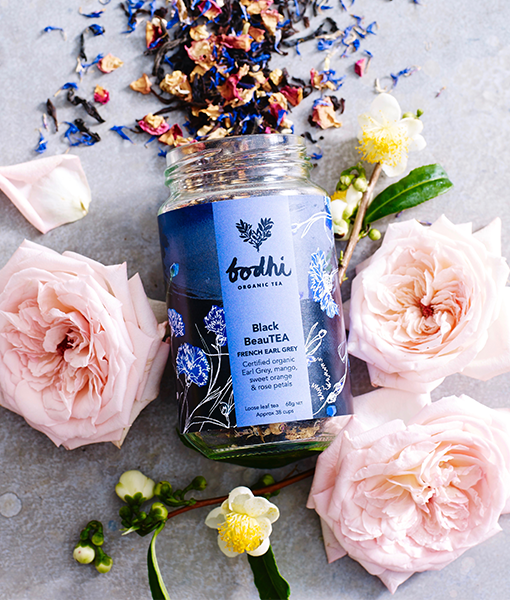 bodhi
ORGANIC TEA
Black
BeauTEA
FRENCH EARL GREY
Certified organic
Earl Grey, mango,
sweet orange
& rose petals
Loose leaf tea 68g NET
Approx 38 cups